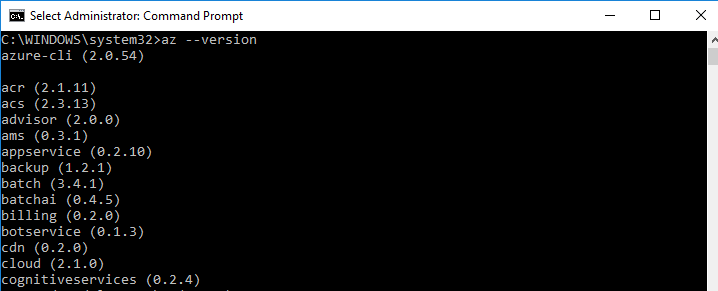 Select Administrator: Command Prompt
C:\WINDOWS\system32>az --version
azure-cli (2.0.54)
acr (2.1.11)
acs (2.3.13)
advisor (2.0.0)
ams (0.3.1)
appservice (0.2.10)
backup (1.2.1)
batch (3.4.1)
batchai (0.4.5)
billing (0.2.0)
botservice (0.1.3)
cdn (0.2.0)
cloud (2.1.0)
cognitiveservices (0.2.4)